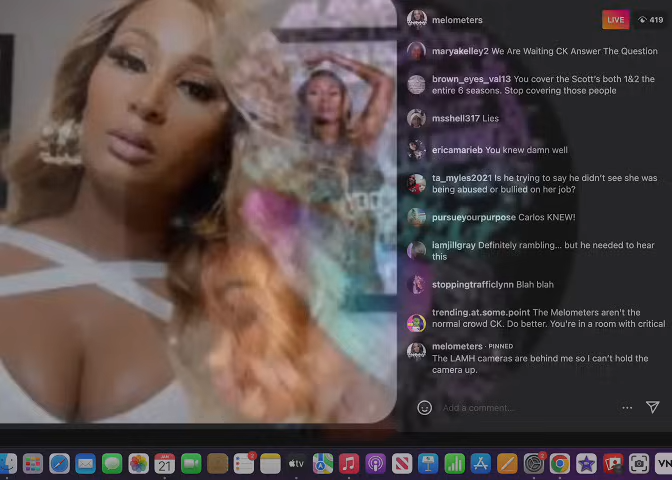 melometers
LIVE
419
maryakelley2 We Are Waiting CK Answer The Question
brown_eyes_val13 You cover the Scott's both 1&2 the
entire 6 seasons. Stop covering those people
msshell317 Lies
ericamarieb You knew damn well
ta_myles2021 Is he trying to say he didn't see she was
being abused or bullied on her job?
pursueyourpurpose Carlos KNEW!
iamjillgray Definitely rambling... but he needed to hear
this
stoppingtrafficlynn Blah blah
trending.at.some.point The Melometers aren't the
normal crowd CK. Do better. You're in a room with critical
melometers · PINNED
The LAMH cameras are behind me so I can't hold the
camera up.
Add a comment...
JAN
21
tv
VN